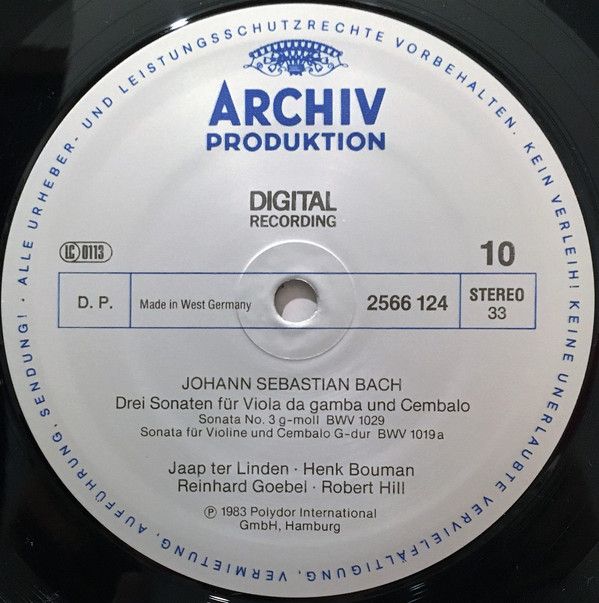 ALLE URHEBER- UND LEISTUNGSSCHUTZRECHTE VORBEHALTEN. KEIN VERLEIH! KEINE UNERLAUBTE VERVIELFÄLTIGUNG, VERMIETUNG, AUFFÜHRUNG, SENDUNG! ·
ARCHIV
PRODUKTION
DIGITAL
RECORDING
LC 0113
10
D. P.
Made in West Germany
2566 124
STEREO
33
JOHANN SEBASTIAN BACH
Drei Sonaten für Viola da gamba und Cembalo
Sonata No. 3 g-moll BWV 1029
Sonata für Violine und Cembalo G-dur BWV 1019a
Jaap ter Linden · Henk Bouman
Reinhard Goebel · Robert Hill
℗ 1983 Polydor International
GmbH, Hamburg